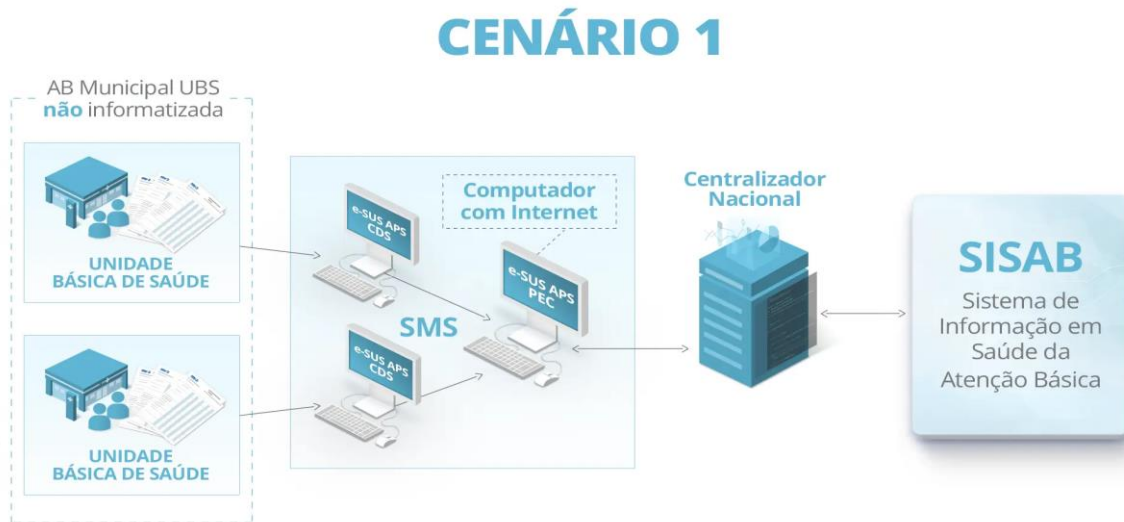 CENÁRIO 1
AB Municipal UBS
não informatizada
UNIDADE
BÁSICA DE SAÚDE
UNIDADE
BÁSICA DE SAÚDE
e-SUS APS
CDS
e-SUS APS
CDS
SMS
Computador
com Internet
e-SUS APS
PEC
Centralizador
Nacional
SISAB
Sistema de
Informação em
Saúde da
Atenção Básica